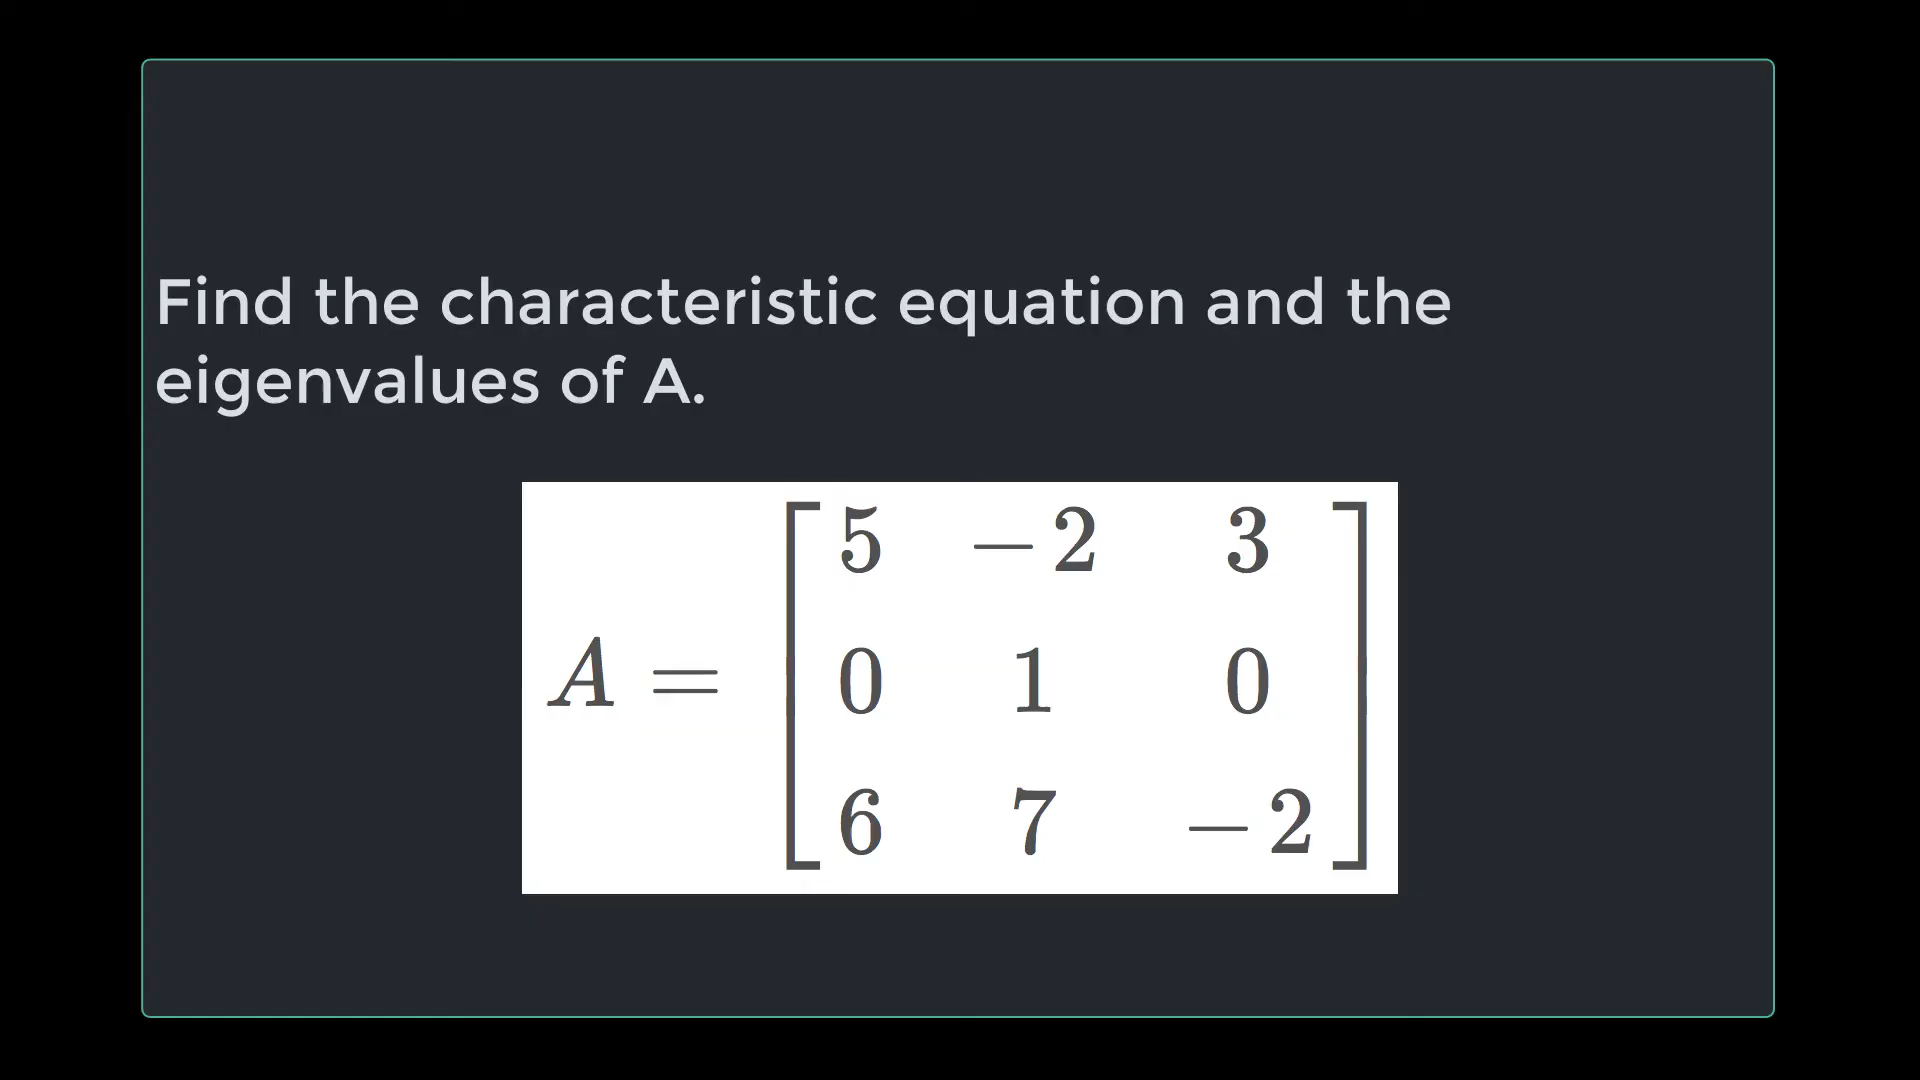 Find the characteristic equation and the
eigenvalues of A.
5 −2 3
A = 0 1 0
6 7 −2